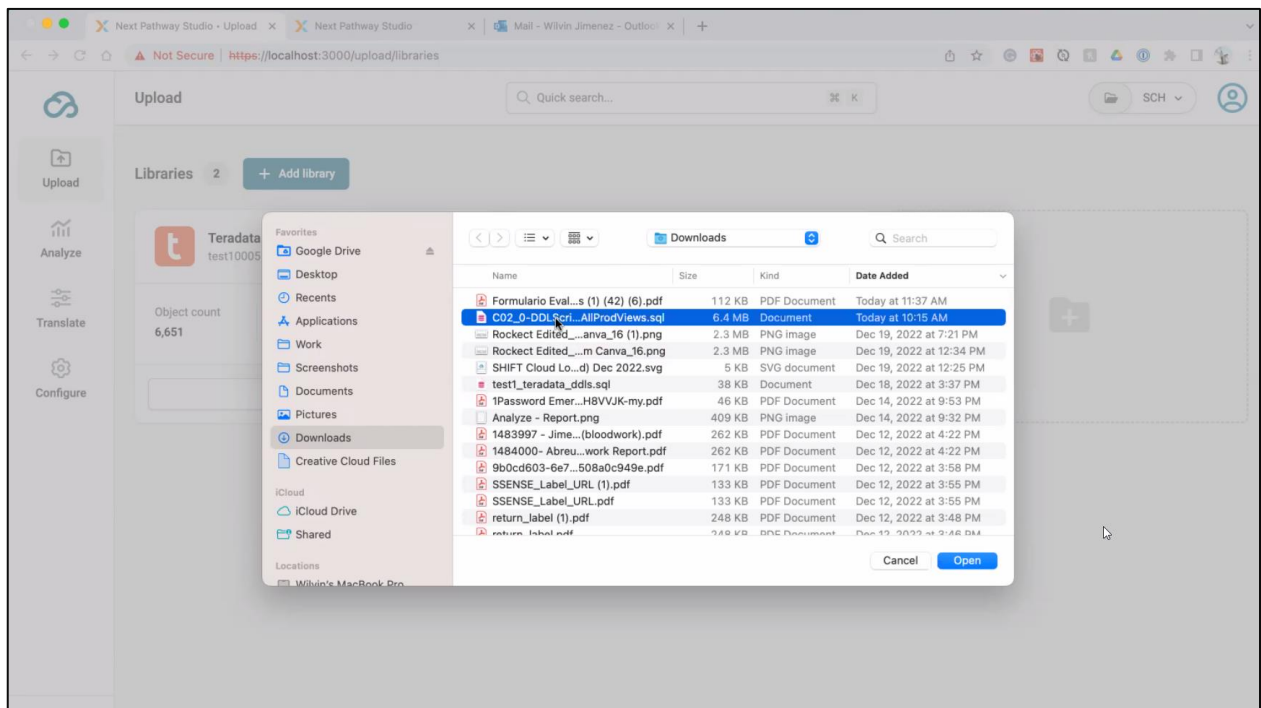 Next Pathway Studio - Upload
Next Pathway Studio
Mail - Wilvin Jimenez - Outloo
Not Secure
https://localhost:3000/upload/libraries
Upload
Quick search...
⌘ K
SCH
Upload
Analyze
Translate
Configure
Libraries 2
+ Add library
Teradata
test10005
Object count
6,651
Favorites
Google Drive
Desktop
Recents
Applications
Work
Screenshots
Documents
Pictures
Downloads
Creative Cloud Files
iCloud
iCloud Drive
Shared
Locations
Wilvin's MacBook Pro
Downloads
Search
Name Size Kind Date Added
Formulario Eval...s (1) (42) (6).pdf 112 KB PDF Document Today at 11:37 AM
C02_0-DDLScri...AllProdViews.sql 6.4 MB Document Today at 10:15 AM
Rockect Edited_...anva_16 (1).png 2.3 MB PNG image Dec 19, 2022 at 7:21 PM
Rockect Edited_...m Canva_16.png 2.3 MB PNG image Dec 19, 2022 at 12:34 PM
SHIFT Cloud Lo...d) Dec 2022.svg 5 KB SVG document Dec 19, 2022 at 12:25 PM
test1_teradata_ddls.sql 38 KB Document Dec 18, 2022 at 3:37 PM
1Password Emer...H8VVJK-my.pdf 46 KB PDF Document Dec 14, 2022 at 9:53 PM
Analyze - Report.png 409 KB PNG image Dec 14, 2022 at 9:32 PM
1483997 - Jime...(bloodwork).pdf 262 KB PDF Document Dec 12, 2022 at 4:22 PM
1484000- Abreu...work Report.pdf 262 KB PDF Document Dec 12, 2022 at 4:22 PM
9b0cd603-6e7...508a0c949e.pdf 171 KB PDF Document Dec 12, 2022 at 3:58 PM
SSENSE_Label_URL (1).pdf 133 KB PDF Document Dec 12, 2022 at 3:55 PM
SSENSE_Label_URL.pdf 133 KB PDF Document Dec 12, 2022 at 3:55 PM
return_label (1).pdf 248 KB PDF Document Dec 12, 2022 at 3:48 PM
return_label.pdf 248 KB PDF Document Dec 12, 2022 at 3:46 PM
Cancel
Open